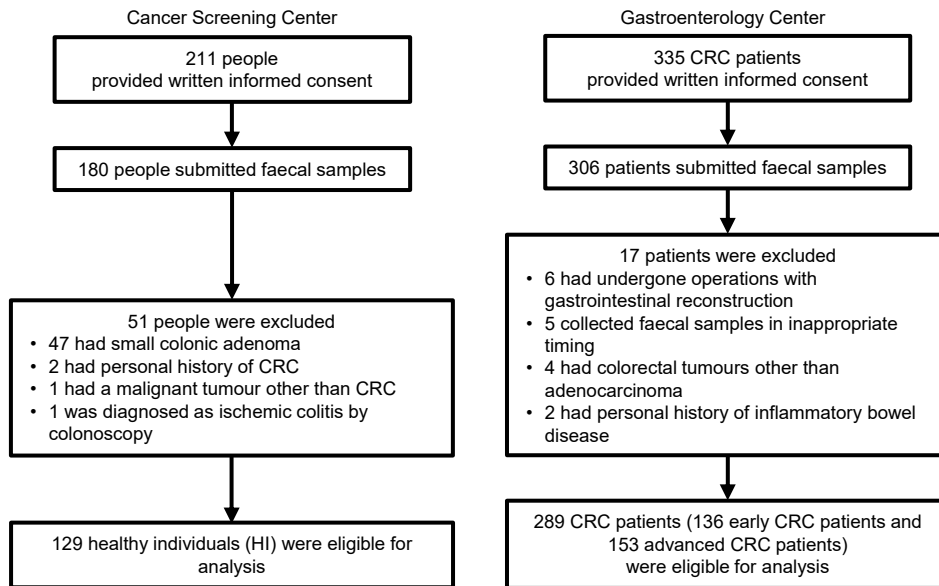 Cancer Screening Center
211 people
provided written informed consent
180 people submitted faecal samples
51 people were excluded
• 47 had small colonic adenoma
• 2 had personal history of CRC
• 1 had a malignant tumour other than CRC
• 1 was diagnosed as ischemic colitis by
colonoscopy
129 healthy individuals (HI) were eligible for
analysis
Gastroenterology Center
335 CRC patients
provided written informed consent
306 patients submitted faecal samples
17 patients were excluded
• 6 had undergone operations with
gastrointestinal reconstruction
• 5 collected faecal samples in inappropriate
timing
• 4 had colorectal tumours other than
adenocarcinoma
• 2 had personal history of inflammatory bowel
disease
289 CRC patients (136 early CRC patients and
153 advanced CRC patients)
were eligible for analysis